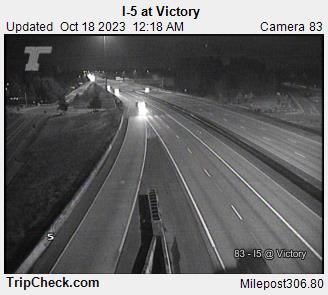 I-5 at Victory
Updated Oct 18 2023 12:18 AM Camera 83
T
5
83 - I5 @ Victory
TripCheck.com Milepost306.80